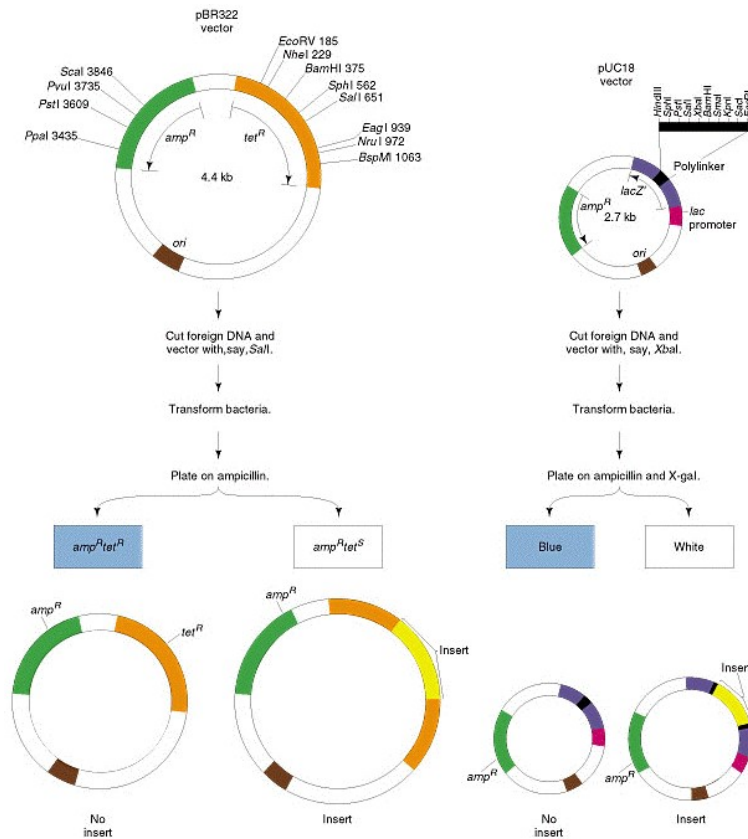 pBR322
vector
EcoRV 185
NheI 229
BamHI 375
SphI 562
SalI 651
EagI 939
NruI 972
BspMI 1063
ScaI 3846
PvuI 3735
PstI 3609
PpaI 3435
ampR
tetR
4.4 kb
ori
Cut foreign DNA and
vector with,say,SalI.
Transform bacteria.
Plate on ampicillin.
ampRtetR
ampRtetS
ampR
tetR
No
insert
ampR
Insert
Insert
pUC18
vector
HindIII
SphI
PstI
SalI
XbaI
BamHI
SmaI
KpnI
Polylinker
lacZ'
ampR
2.7 kb
lac
promoter
ori
Cut foreign DNA and
vector with, say, XbaI.
Transform bacteria.
Plate on ampicillin and X-gal.
Blue
White
ampR
No
insert
Insert
ampR
Insert